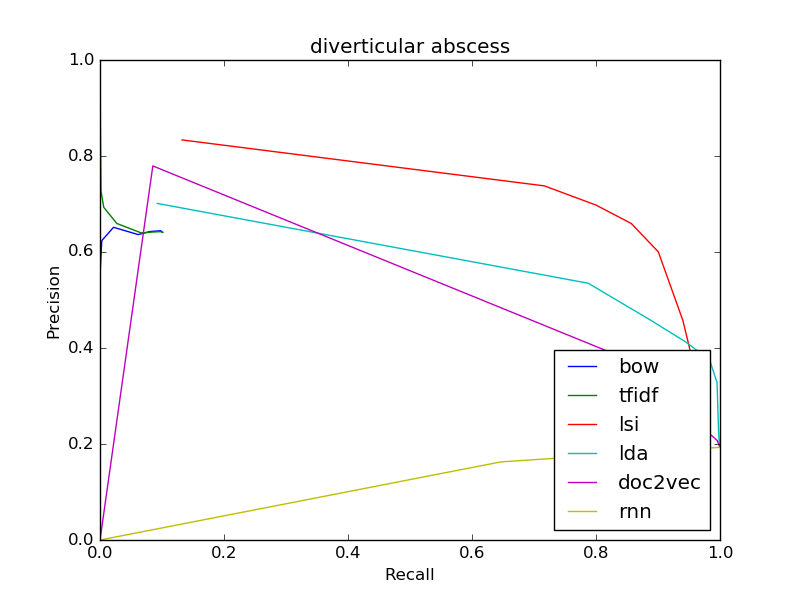 diverticular abscess
1.0
0.8
0.6
0.4
0.2
0.0
Precision
0.0 0.2 0.4 0.6 0.8 1.0
Recall
bow
tfidf
lsi
lda
doc2vec
rnn